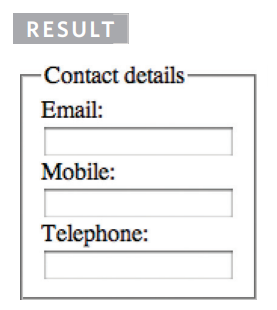 RESULT
Contact details
Email:
Mobile:
Telephone: